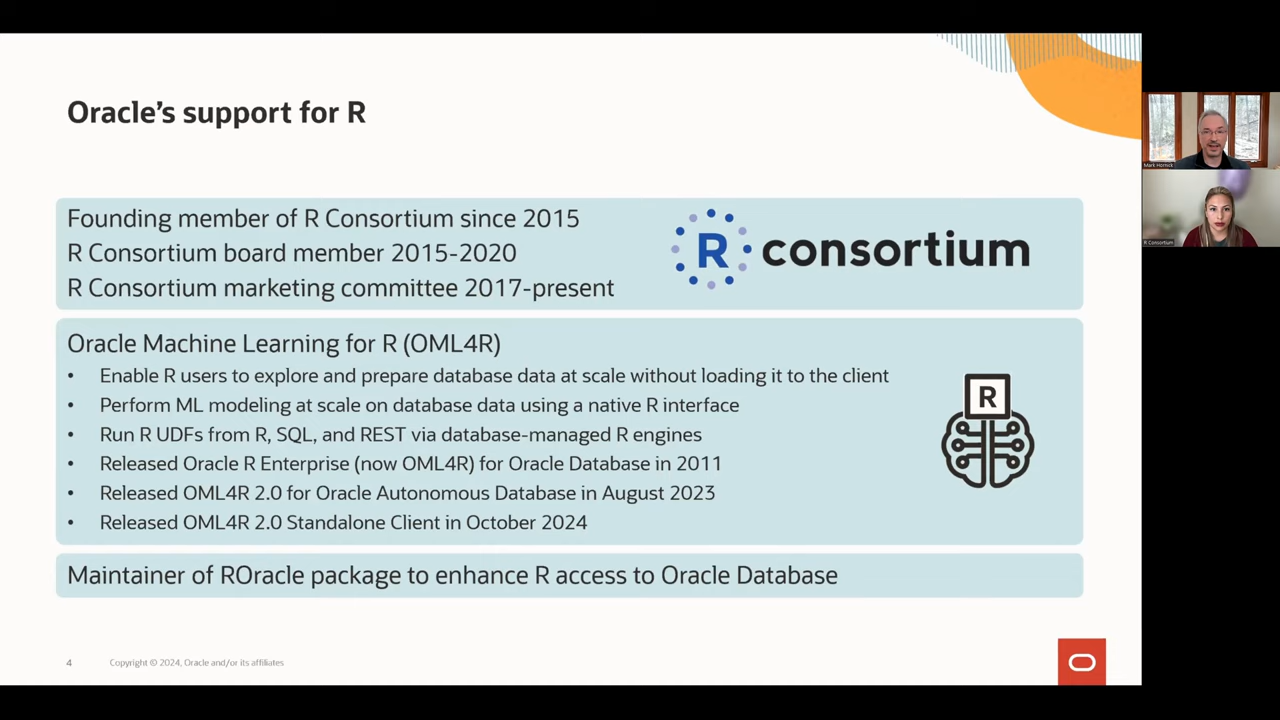 Oracle's support for R
Founding member of R Consortium since 2015
R Consortium board member 2015-2020
R Consortium marketing committee 2017-present
R consortium
Oracle Machine Learning for R (OML4R)
• Enable R users to explore and prepare database data at scale without loading it to the client
• Perform ML modeling at scale on database data using a native R interface
• Run R UDFs from R, SQL, and REST via database-managed R engines
• Released Oracle R Enterprise (now OML4R) for Oracle Database in 2011
• Released OML4R 2.0 for Oracle Autonomous Database in August 2023
• Released OML4R 2.0 Standalone Client in October 2024
R
Maintainer of ROracle package to enhance R access to Oracle Database
4 Copyright © 2024, Oracle and/or its affiliates
Mark Hornick
R Consortium